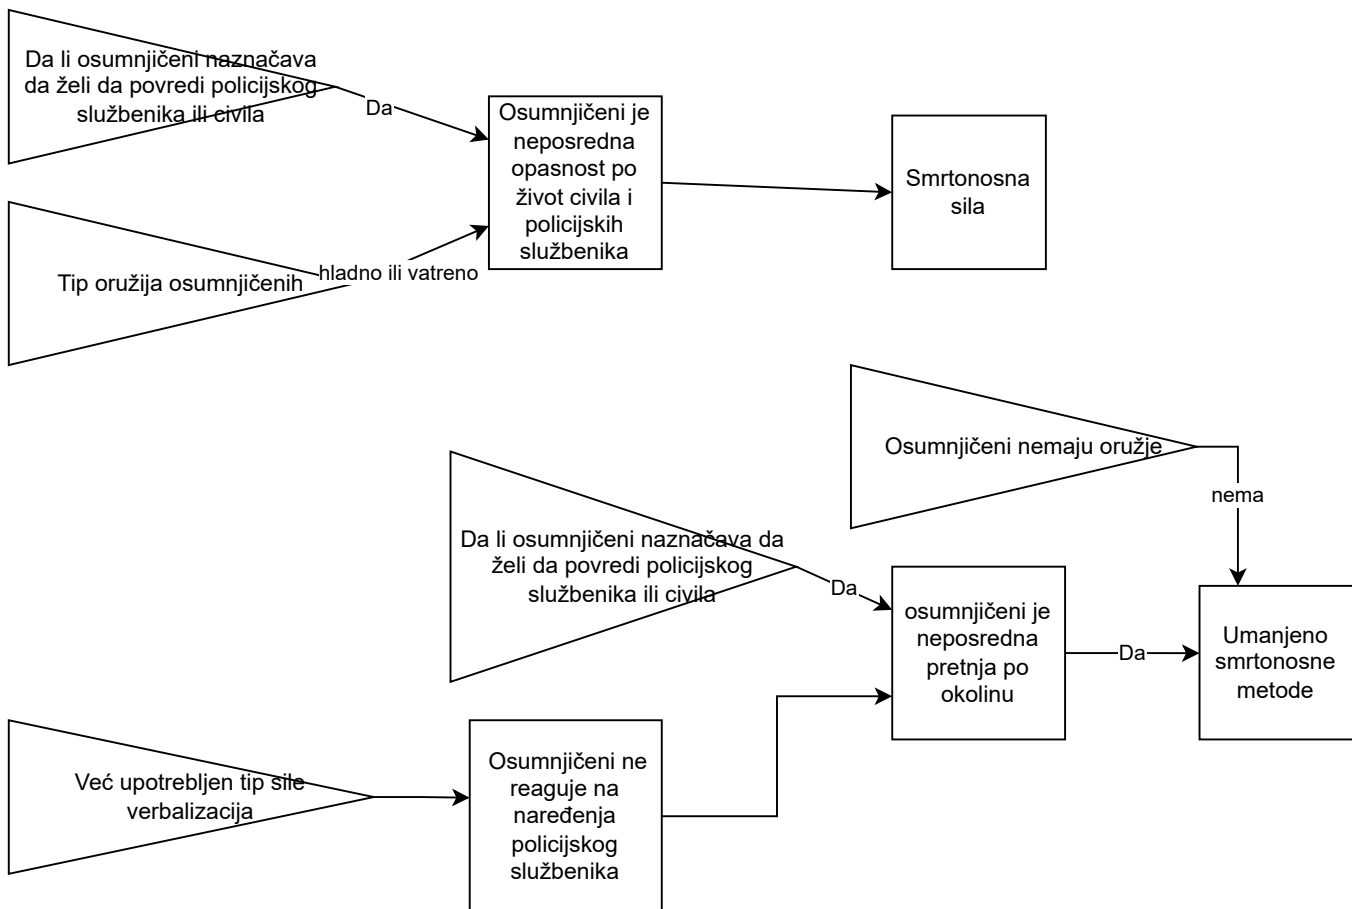 Da li osumnjičeni naznačava
da želi da povredi policijskog
službenika ili civila
Da
Osumnjičeni je
neposredna
opasnost po
život civila i
policijskih
službenika
Smrtonosna
sila
Tip oružija osumnjičenih
hladno ili vatreno
Osumnjičeni nemaju oružje
nema
Da li osumnjičeni naznačava da
želi da povredi policijskog
službenika ili civila
Da
osumnjičeni je
neposredna
pretnja po
okolinu
Da
Umanjeno
smrtonosne
metode
Već upotrebljen tip sile
verbalizacija
Osumnjičeni ne
reaguje na
naređenja
policijskog
službenika